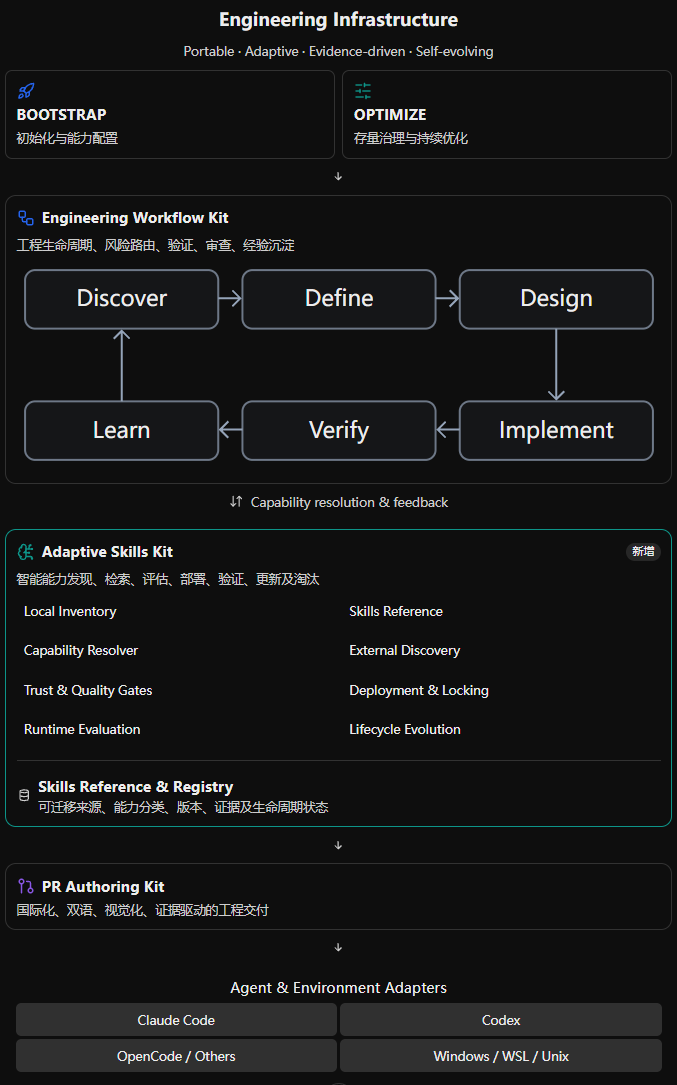 Engineering Infrastructure
Portable · Adaptive · Evidence-driven · Self-evolving
BOOTSTRAP
初始化与能力配置
OPTIMIZE
存量治理与持续优化
Engineering Workflow Kit
工程生命周期、风险路由、验证、审查、经验沉淀
Discover
Define
Design
Learn
Verify
Implement
Capability resolution & feedback
Adaptive Skills Kit
新增
智能能力发现、检索、评估、部署、验证、更新及淘汰
Local Inventory
Skills Reference
Capability Resolver
External Discovery
Trust & Quality Gates
Deployment & Locking
Runtime Evaluation
Lifecycle Evolution
Skills Reference & Registry
可迁移来源、能力分类、版本、证据及生命周期状态
PR Authoring Kit
国际化、双语、视觉化、证据驱动的工程交付
Agent & Environment Adapters
Claude Code
Codex
OpenCode / Others
Windows / WSL / Unix